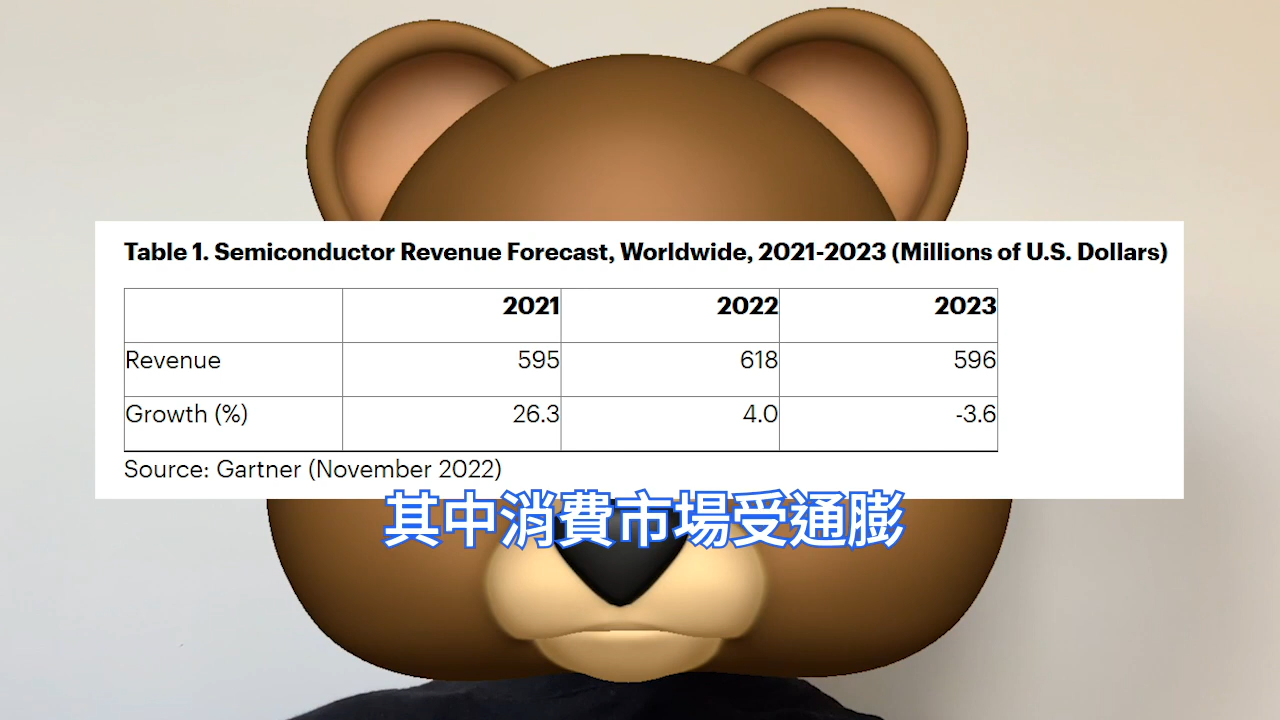 Table 1. Semiconductor Revenue Forecast, Worldwide, 2021-2023 (Millions of U.S. Dollars)
2021 2022 2023
Revenue 595 618 596
Growth (%) 26.3 4.0 -3.6
Source: Gartner (November 2022)
其中消費市場受通膨